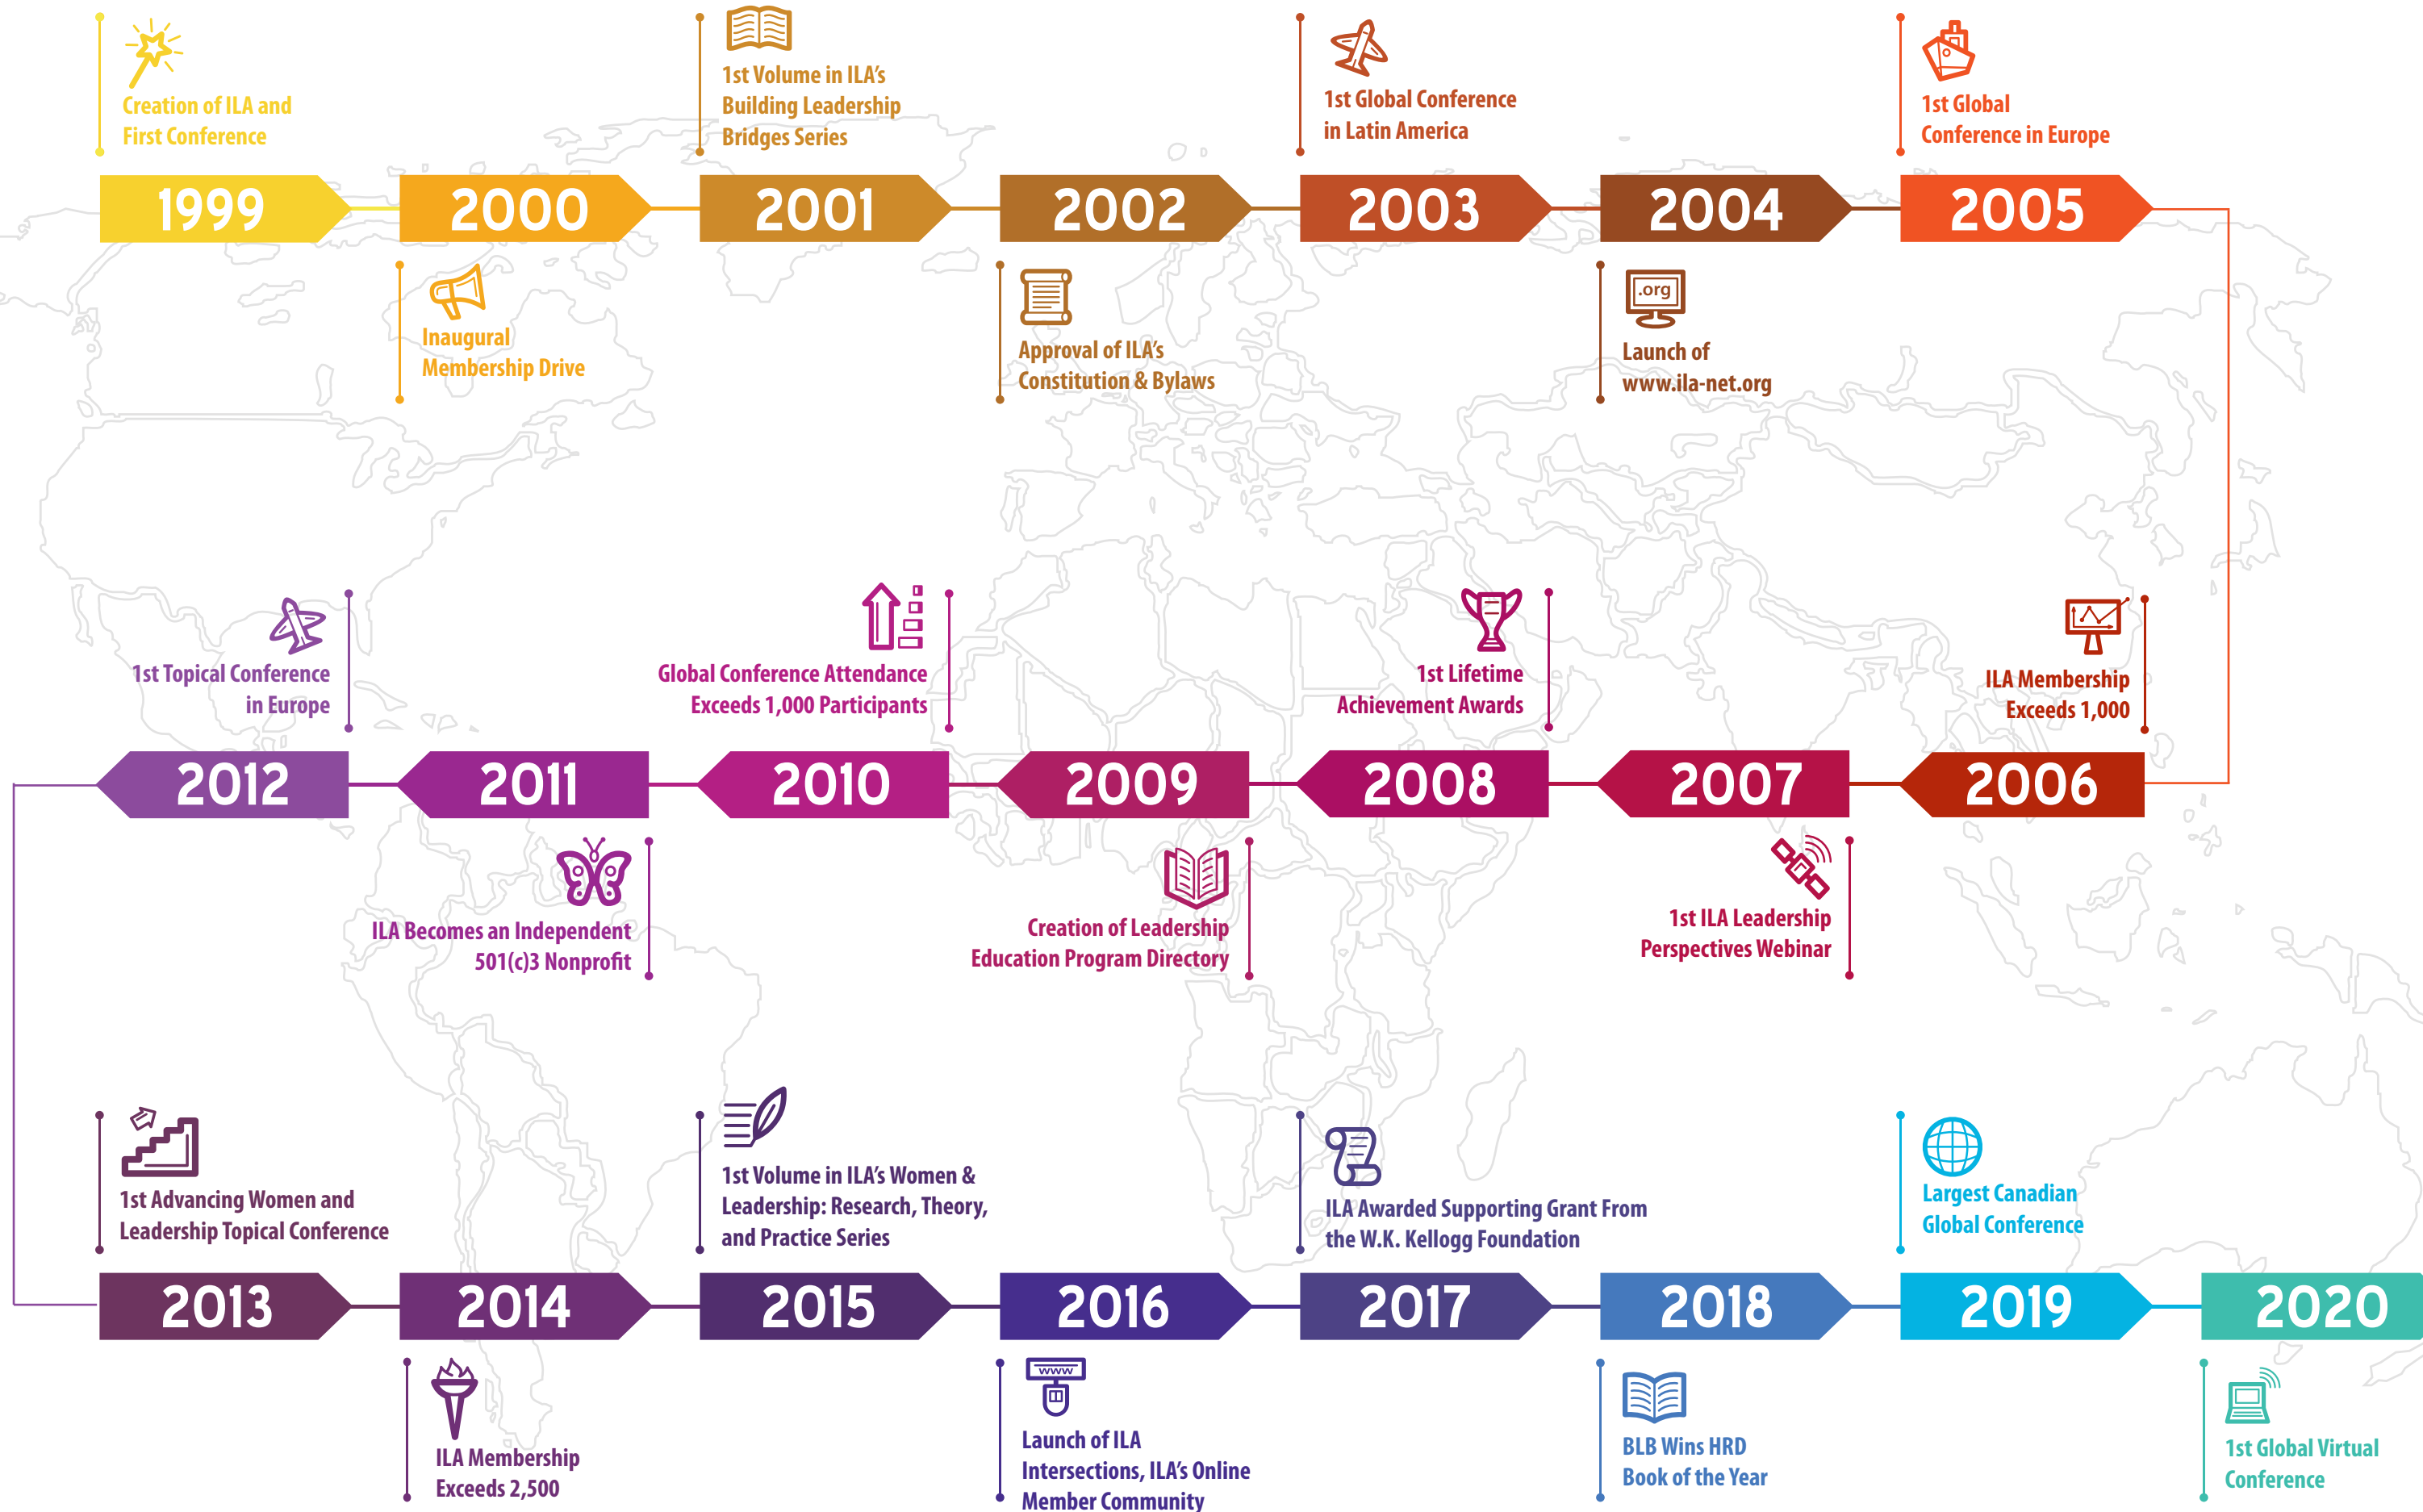 Creation of ILA and
First Conference
1st Volume in ILA's
Building Leadership
Bridges Series
1st Global Conference
in Latin America
1st Global
Conference in Europe
1999
2000
2001
2002
2003
2004
2005
Inaugural
Membership Drive
Approval of ILA's
Constitution & Bylaws
.org
Launch of
www.ila-net.org
1st Topical Conference
in Europe
Global Conference Attendance
Exceeds 1,000 Participants
1st Lifetime
Achievement Awards
ILA Membership
Exceeds 1,000
2012
2011
2010
2009
2008
2007
2006
ILA Becomes an Independent
501(c)3 Nonprofit
Creation of Leadership
Education Program Directory
1st ILA Leadership
Perspectives Webinar
1st Advancing Women and
Leadership Topical Conference
1st Volume in ILA's Women &
Leadership: Research, Theory,
and Practice Series
ILA Awarded Supporting Grant From
the W.K. Kellogg Foundation
Largest Canadian
Global Conference
2013
2014
2015
2016
2017
2018
2019
2020
ILA Membership
Exceeds 2,500
www
Launch of ILA
Intersections, ILA's Online
Member Community
BLB Wins HRD
Book of the Year
1st Global Virtual
Conference